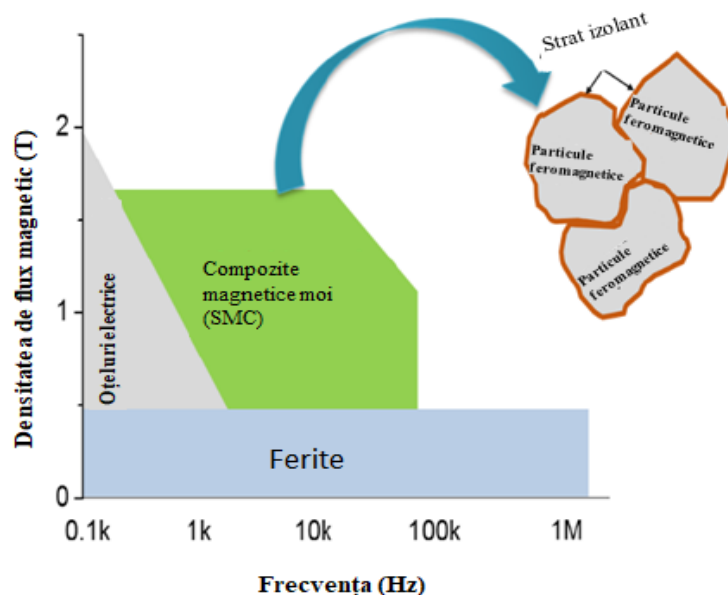 Strat izolant
Particule
feromagnetice
Particule
feromagnetice
Particule
feromagnetice
Densitatea de flux magnetic (T)
2
1
0
Oțeluri electrice
Compozite
magnetice moi
(SMC)
Ferite
0.1k 1k 10k 100k 1M
Frecvența (Hz)